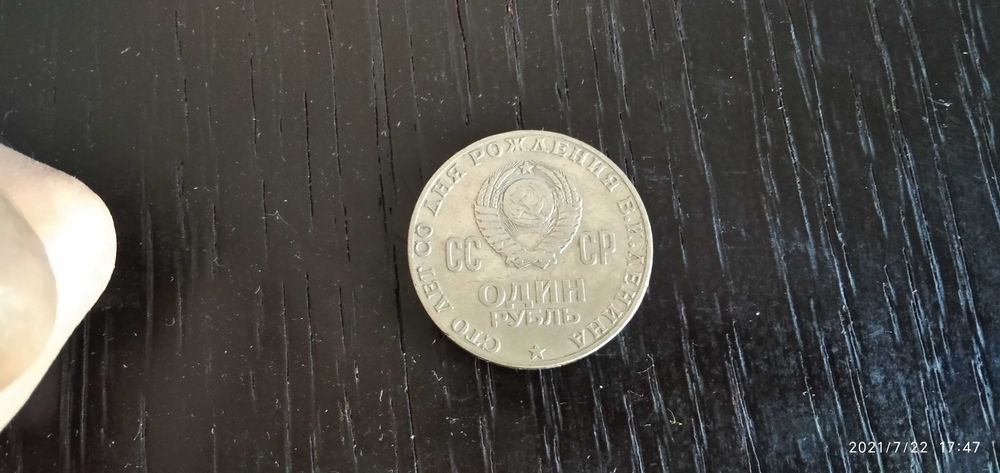 СТО ЛЕТ СО ДНЯ РОЖДЕНИЯ В.И.ЛЕНИНА
СС СР
ОДИН
РУБЛЬ
2021/7/22 17:47